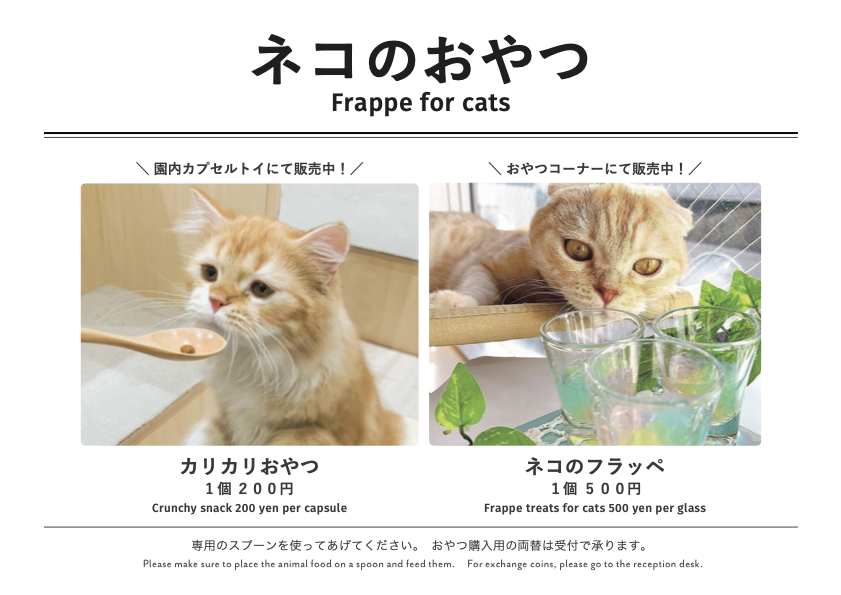 ネコのおやつ
Frappe for cats
＼ 園内カプセルトイにて販売中！／
＼ おやつコーナーにて販売中！／
カリカリおやつ
１個 ２００円
Crunchy snack 200 yen per capsule
ネコのフラッペ
１個 ５００円
Frappe treats for cats 500 yen per glass
専用のスプーンを使ってあげてください。 おやつ購入用の両替は受付で承ります。
Please make sure to place the animal food on a spoon and feed them. For exchange coins, please go to the reception desk.